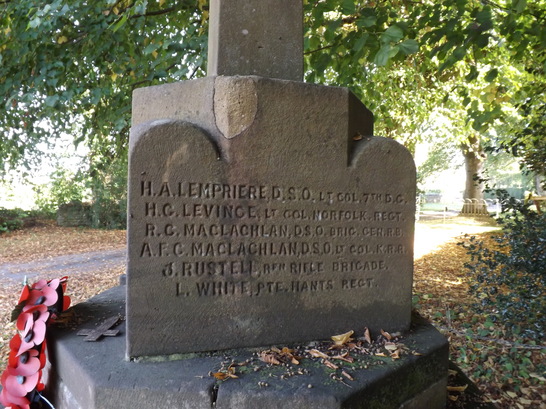 H.A. LEMPRIERE, D.S.O. LT COL. 7TH D.G.
H.G. LEVINGE, LT COL. NORFOLK. REGT.
R.C. MACLACHLAN, D.S.O. BRIG. GEN. R.B.
A.F.C. MACLACHLAN, D.S.O. LT COL. K.R.R.
J. RUSTELL, RFN RIFLE BRIGADE.
L. WHITE, PTE. HANTS REGT.